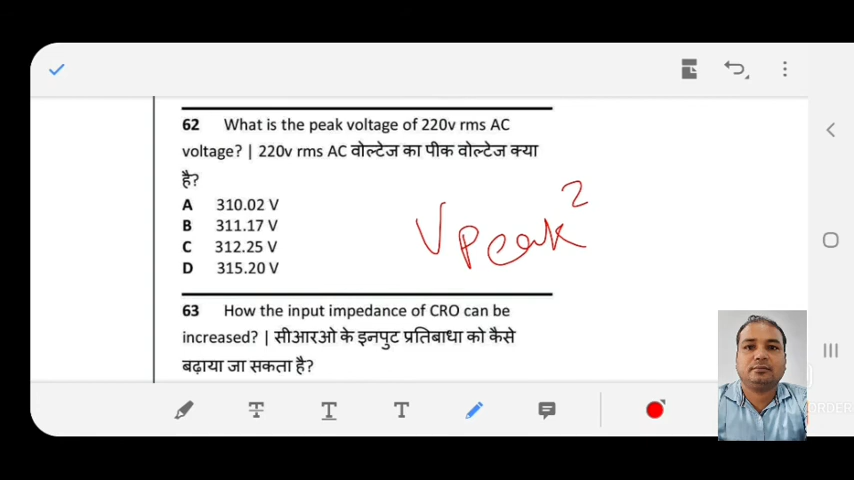 62 What is the peak voltage of 220v rms AC
voltage? | 220v rms AC वोल्टेज का पीक वोल्टेज क्या
है?
A 310.02 V
B 311.17 V
C 312.25 V
D 315.20 V
Vpeak 2
63 How the input impedance of CRO can be
increased? | सीआरओ के इनपुट प्रतिबाधा को कैसे
बढ़ाया जा सकता है?
T T T